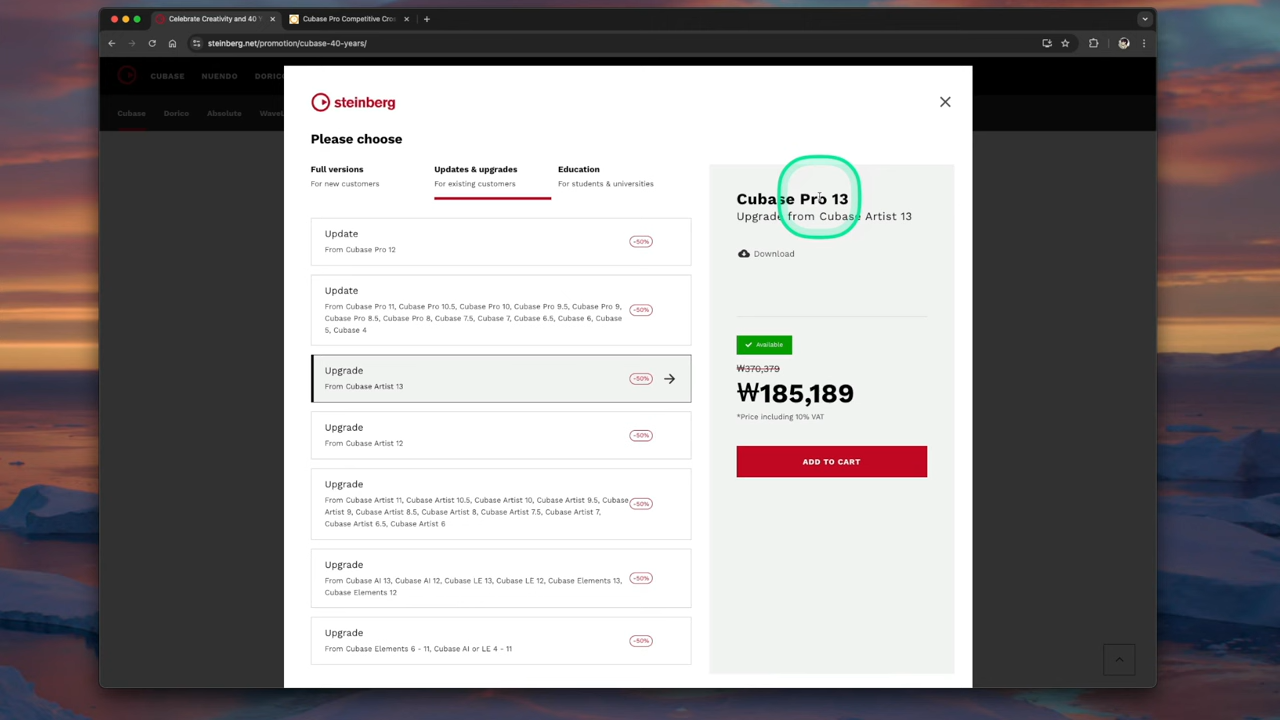 Celebrate Creativity and 40 Y
Cubase Pro Competitive Cro
steinberg.net/promotion/cubase-40-years/
CUBASE
NUENDO
DORICO
Cubase
Dorico
Absolute
WaveL
steinberg
Please choose
Full versions
For new customers
Updates & upgrades
For existing customers
Education
For students & universities
Update
From Cubase Pro 12
-50%
Update
From Cubase Pro 11, Cubase Pro 10.5, Cubase Pro 10, Cubase Pro 9.5, Cubase Pro 9,
Cubase Pro 8.5, Cubase Pro 8, Cubase 7.5, Cubase 7, Cubase 6.5, Cubase 6, Cubase
5, Cubase 4
-50%
Upgrade
From Cubase Artist 13
-50%
Upgrade
From Cubase Artist 12
-50%
Upgrade
From Cubase Artist 11, Cubase Artist 10.5, Cubase Artist 10, Cubase Artist 9.5, Cubase
Artist 9, Cubase Artist 8.5, Cubase Artist 8, Cubase Artist 7.5, Cubase Artist 7,
Cubase Artist 6.5, Cubase Artist 6
-50%
Upgrade
From Cubase AI 13, Cubase AI 12, Cubase LE 13, Cubase LE 12, Cubase Elements 13,
Cubase Elements 12
-50%
Upgrade
From Cubase Elements 6 - 11, Cubase AI or LE 4 - 11
-50%
Cubase Pro 13
Upgrade from Cubase Artist 13
Download
Available
₩370,379
₩185,189
*Price including 10% VAT
ADD TO CART